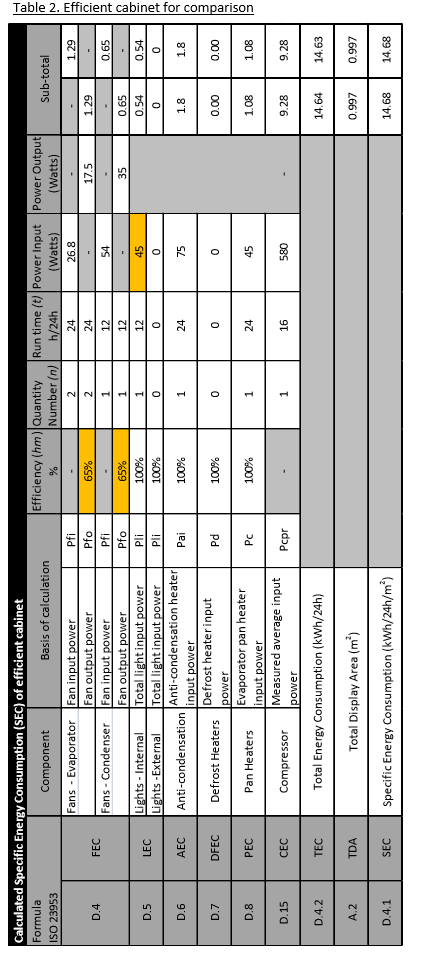 Table 2. Efficient cabinet for comparison
Calculated Specific Energy Consumption (SEC) of efficient cabinet
Formula ISO 23953 Component Basis of calculation Efficiency (hm) % Quantity Number (n) Run time (t) h/24h Power Input (Watts) Power Output (Watts) Sub-total
D.4 FEC Fans - Evaporator Fan input power Pfi - 2 24 26.8 - - 1.29
Fan output power Pfo 65% 2 24 - 17.5 1.29 -
Fans - Condenser Fan input power Pfi - 1 12 54 - - 0.65
Fan output power Pfo 65% 1 12 - 35 0.65 -
D.5 LEC Lights - Internal Total light input power Pli 100% 1 12 45 0.54 0.54
Lights -External Total light input power Pli 100% 0 0 0 0 0
D.6 AEC Anti-condensation Anti-condensation heater input power Pai 100% 1 24 75 1.8 1.8
D.7 DFEC Defrost Heaters Defrost heater input power Pd 100% 0 0 0 0.00 0.00
D.8 PEC Pan Heaters Evaporator pan heater input power Pc 100% 1 24 45 1.08 1.08
D.15 CEC Compressor Measured average input power Pcpr - 1 16 580 - 9.28 9.28
D.4.2 TEC Total Energy Consumption (kWh/24h) 14.64 14.63
A.2 TDA Total Display Area (m²) 0.997 0.997
D.4.1 SEC Specific Energy Consumption (kWh/24h/m²) 14.68 14.68